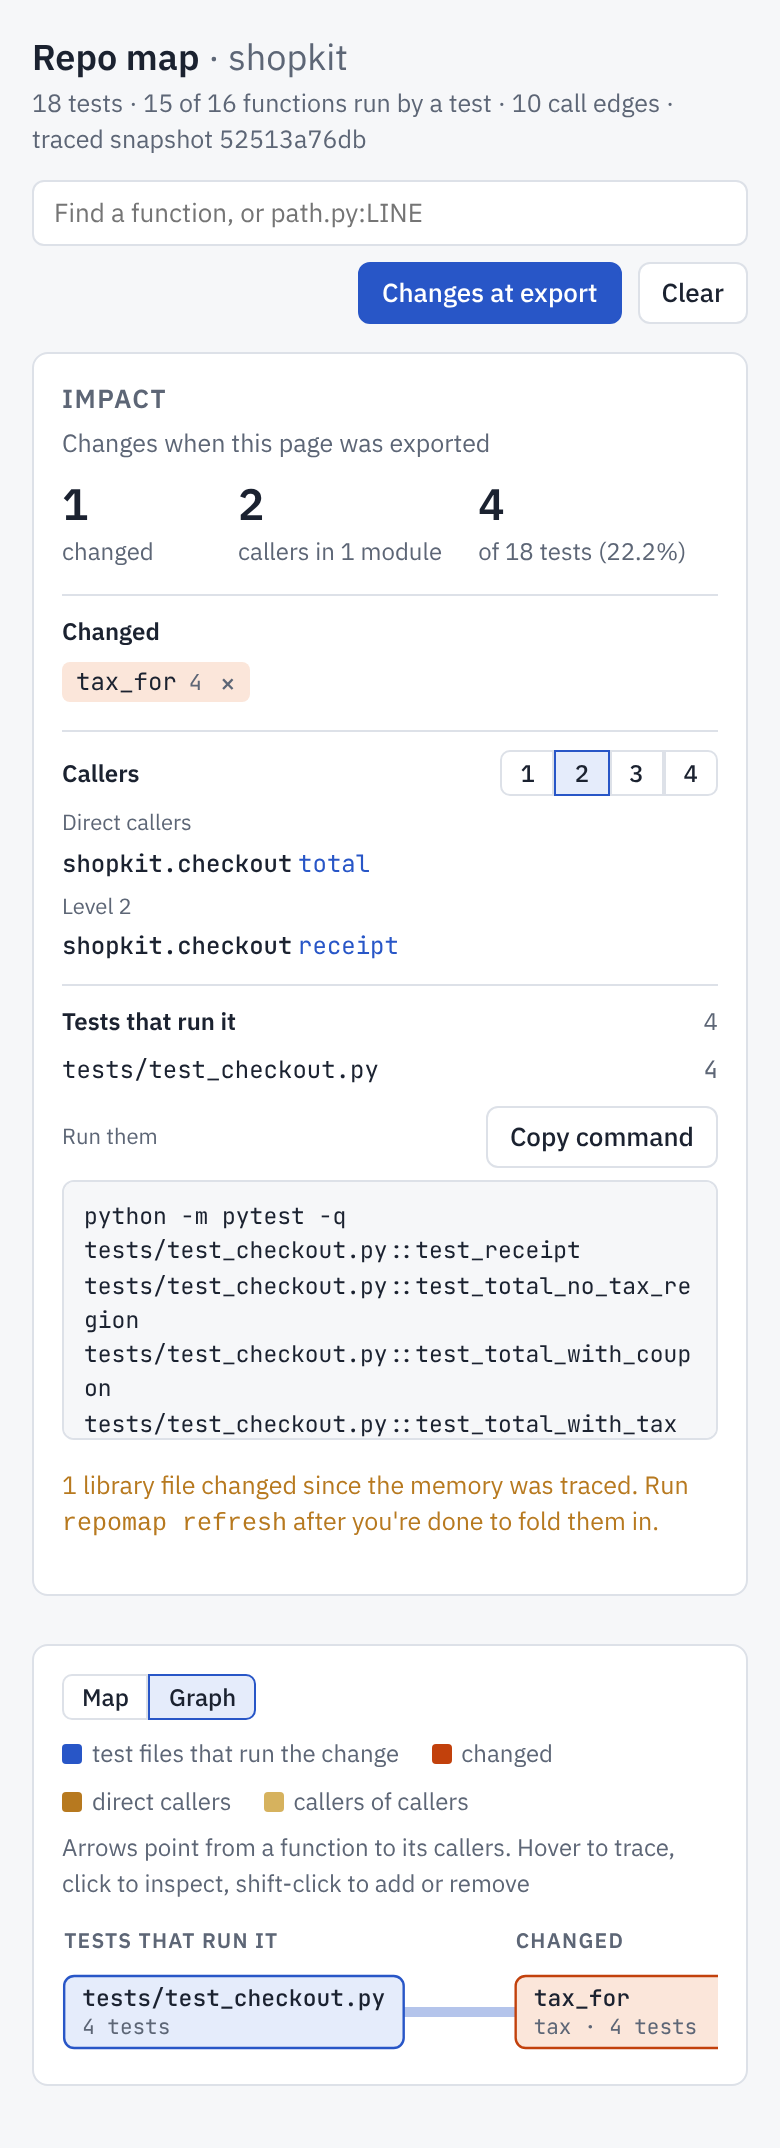 Repo map · shopkit
18 tests · 15 of 16 functions run by a test · 10 call edges ·
traced snapshot 52513a76db
Find a function, or path.py:LINE
Changes at export Clear
IMPACT
Changes when this page was exported
1 2 4
changed callers in 1 module of 18 tests (22.2%)
Changed
tax_for 4 ×
Callers 1 2 3 4
Direct callers
shopkit.checkout total
Level 2
shopkit.checkout receipt
Tests that run it 4
tests/test_checkout.py 4
Run them Copy command
python -m pytest -q
tests/test_checkout.py::test_receipt
tests/test_checkout.py::test_total_no_tax_re
gion
tests/test_checkout.py::test_total_with_coup
on
tests/test_checkout.py::test_total_with_tax
1 library file changed since the memory was traced. Run
repomap refresh after you're done to fold them in.
Map Graph
test files that run the change changed
direct callers callers of callers
Arrows point from a function to its callers. Hover to trace,
click to inspect, shift-click to add or remove
TESTS THAT RUN IT CHANGED
tests/test_checkout.py tax_for
4 tests tax · 4 tests